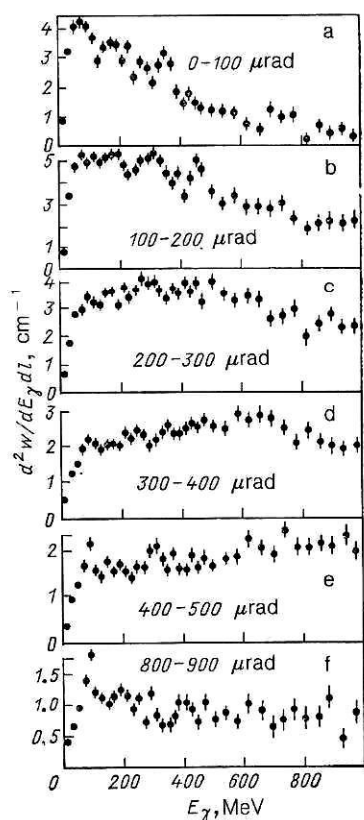 4
3
2
1
0
a
0–100 μrad
5
3
2
1
0
b
100–200 μrad
4
3
2
1
0
c
200–300 μrad
3
2
1
0
d
300–400 μrad
2
1
0
e
400–500 μrad
1.5
1.0
0.5
f
800–900 μrad
0 200 400 600 800
E_γ, MeV
d²w/dE_γdl, cm⁻¹